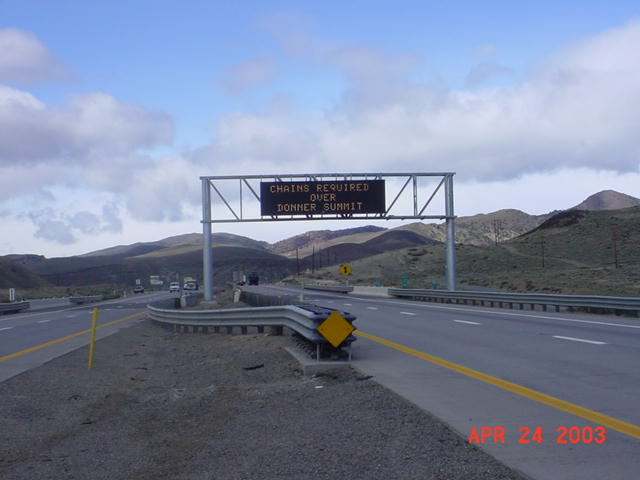 CHAINS REQUIRED
OVER
DONNER SUMMIT
APR 24 2003